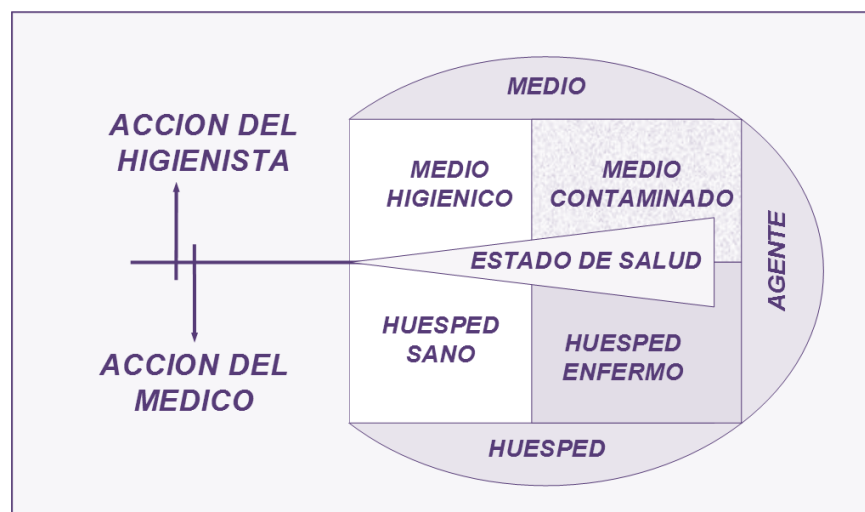 MEDIO
ACCION DEL
HIGIENISTA
MEDIO
HIGIENICO
MEDIO
CONTAMINADO
ESTADO DE SALUD
AGENTE
HUESPED
SANO
HUESPED
ENFERMO
ACCION DEL
MEDICO
HUESPED